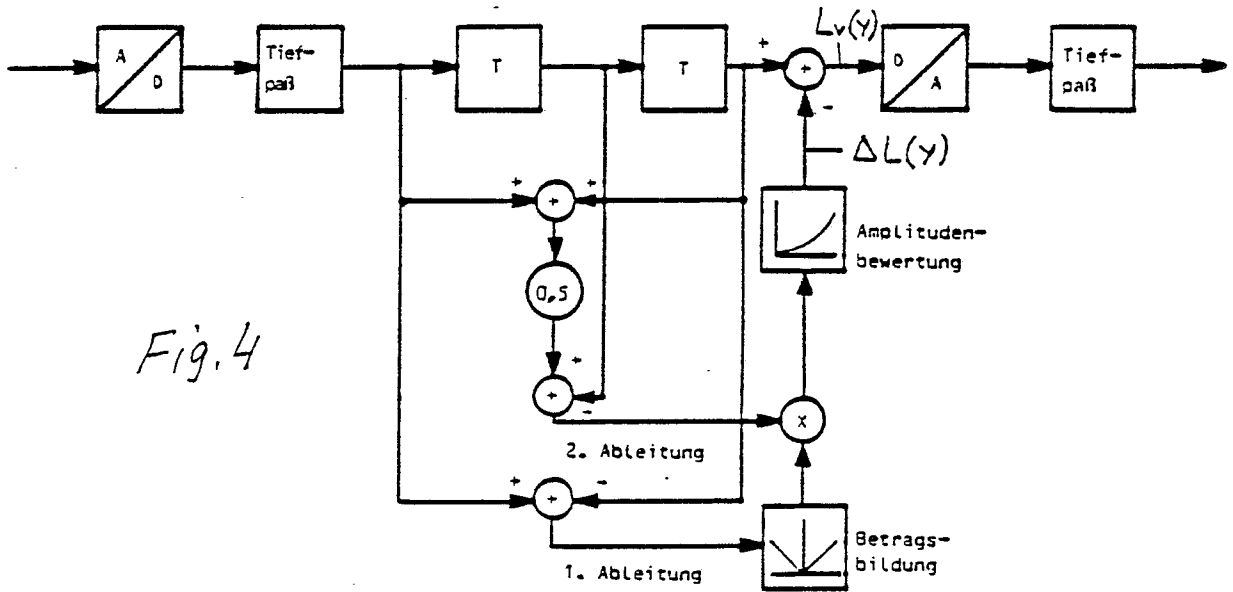 A
D
Tief-
paß
T
T
+
+
-
Lv(y)
D
A
Tief-
paß
ΔL(y)
+
+
+
Amplituden-
bewertung
0,5
Fig. 4
+
+
-
x
2. Ableitung
+
+
-
Betrags-
bildung
1. Ableitung